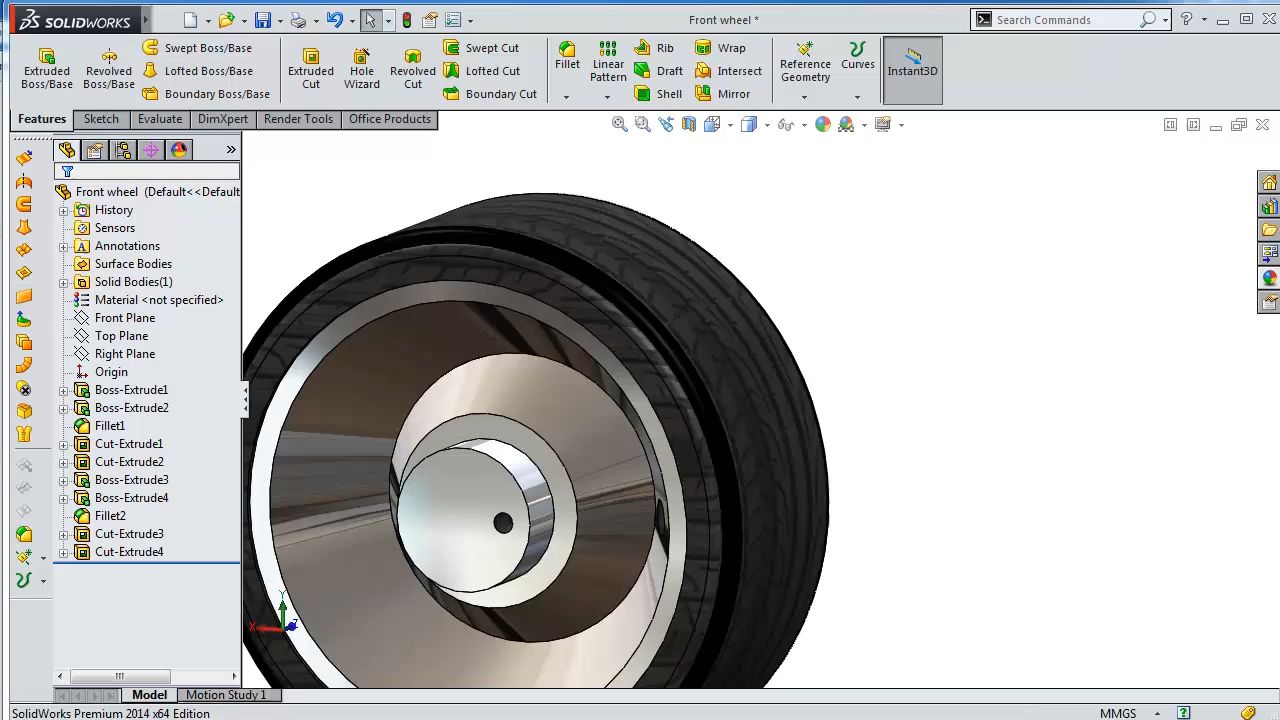 SOLIDWORKS
Front wheel *
Search Commands
Extruded Boss/Base
Revolved Boss/Base
Swept Boss/Base
Lofted Boss/Base
Boundary Boss/Base
Extruded Cut
Hole Wizard
Revolved Cut
Swept Cut
Lofted Cut
Boundary Cut
Fillet
Linear Pattern
Rib
Draft
Shell
Wrap
Intersect
Mirror
Reference Geometry
Curves
Instant3D
Features
Sketch
Evaluate
DimXpert
Render Tools
Office Products
Front wheel (Default<<Default
History
Sensors
Annotations
Surface Bodies
Solid Bodies(1)
Material <not specified>
Front Plane
Top Plane
Right Plane
Origin
Boss-Extrude1
Boss-Extrude2
Fillet1
Cut-Extrude1
Cut-Extrude2
Boss-Extrude3
Boss-Extrude4
Fillet2
Cut-Extrude3
Cut-Extrude4
Y
X
Z
Model
Motion Study 1
SolidWorks Premium 2014 x64 Edition
MMGS